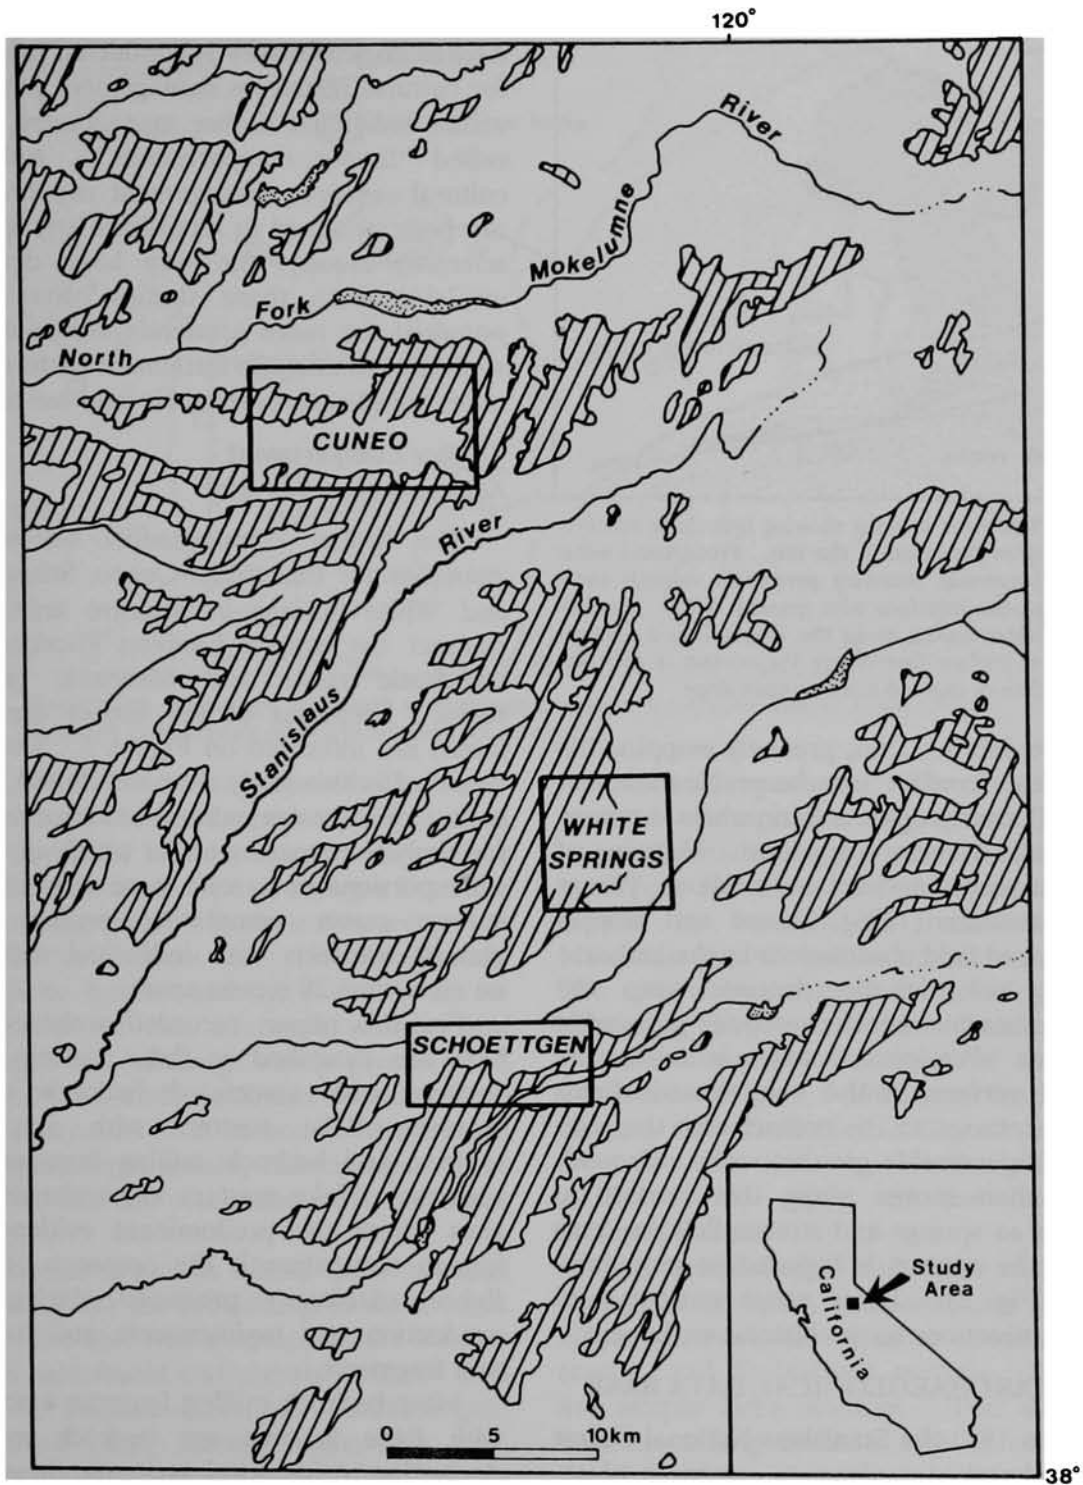 120°
River
Mokelumne
Fork
North
CUNEO
River
Stanislaus
WHITE
SPRINGS
SCHOETTGEN
Study
Area
California
0 5 10km
38°